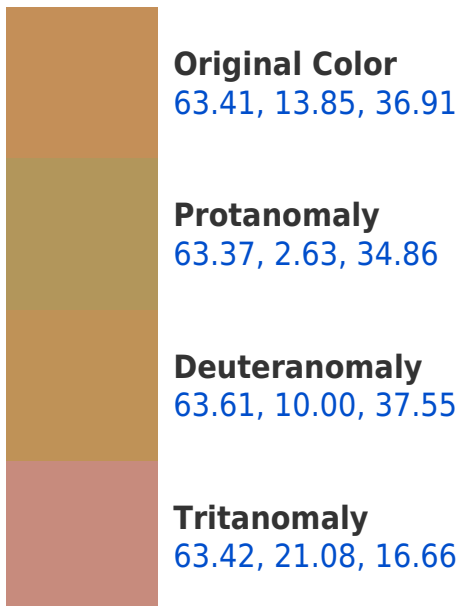 Original Color
63.41, 13.85, 36.91
Protanomaly
63.37, 2.63, 34.86
Deuteranomaly
63.61, 10.00, 37.55
Tritanomaly
63.42, 21.08, 16.66